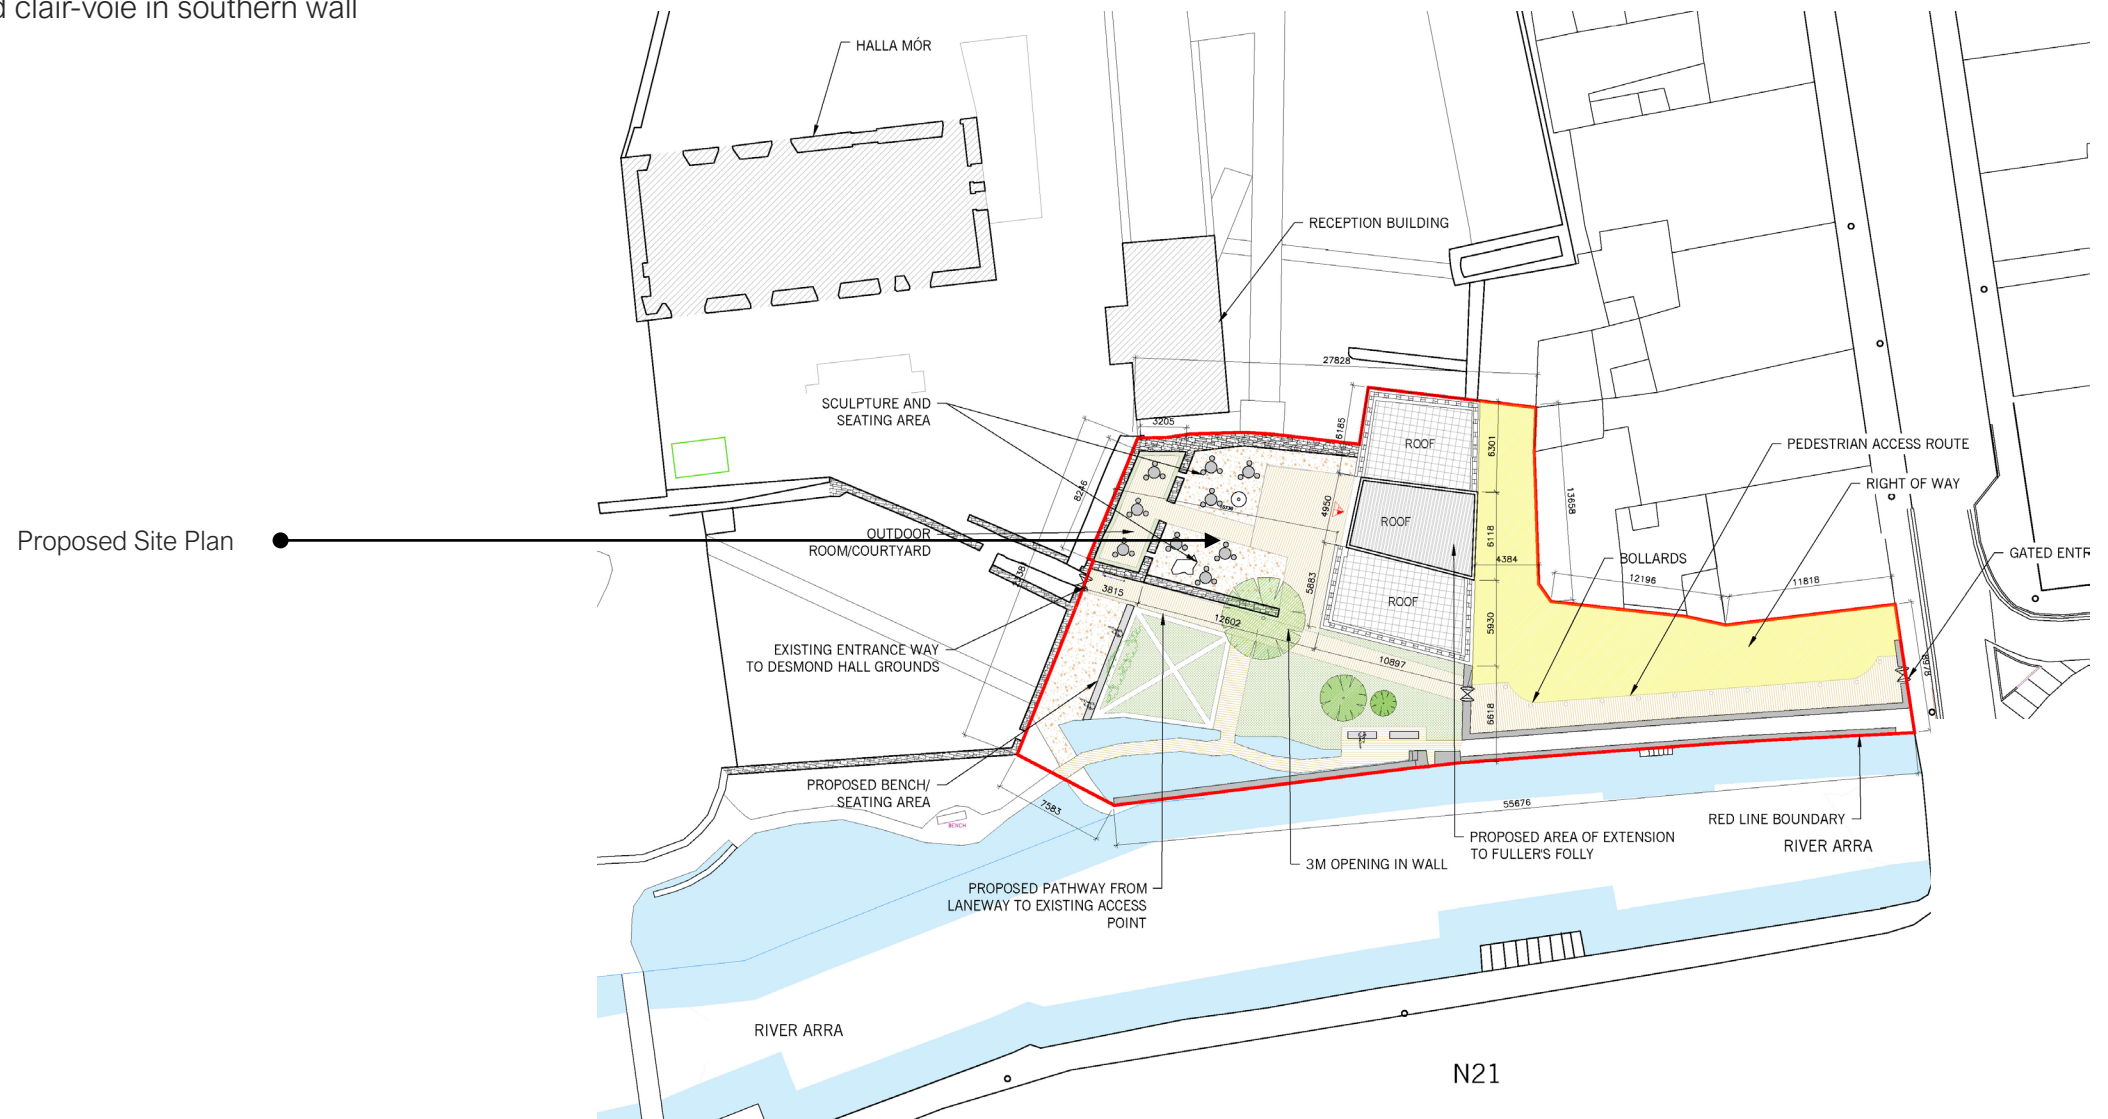 d clair-voie in southern wall
HALLA MÓR
RECEPTION BUILDING
27828
SCULPTURE AND
SEATING AREA
3205
6185
ROOF
6301
PEDESTRIAN ACCESS ROUTE
RIGHT OF WAY
8246
4950
13658
ROOF
6118
Proposed Site Plan
OUTDOOR
ROOM/COURTYARD
4384
BOLLARDS
GATED ENTR
12196
11818
3815
5883
ROOF
12602
5930
EXISTING ENTRANCE WAY
TO DESMOND HALL GROUNDS
10897
8978
6618
PROPOSED BENCH/
SEATING AREA
7583
BENCH
55676
RED LINE BOUNDARY
RIVER ARRA
PROPOSED AREA OF EXTENSION
TO FULLER'S FOLLY
3M OPENING IN WALL
PROPOSED PATHWAY FROM
LANEWAY TO EXISTING ACCESS
POINT
RIVER ARRA
N21